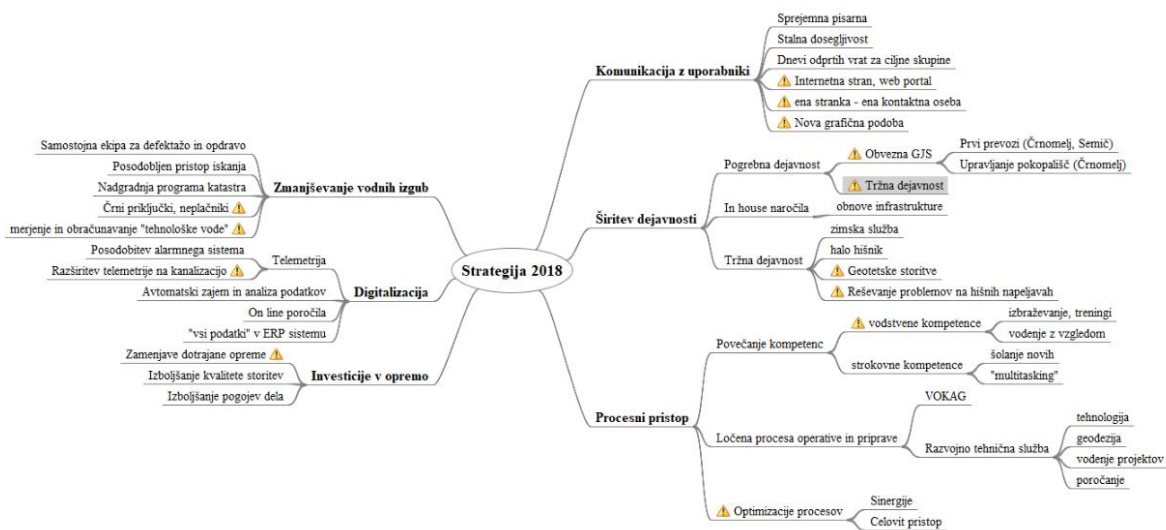 Strategija 2018
Komunikacija z uporabniki
Sprejemna pisarna
Stalna dosegljivost
Dnevi odprtih vrat za ciljne skupine
Internetna stran, web portal
ena stranka - ena kontaktna oseba
Nova grafična podoba
Širitev dejavnosti
Pogrebna dejavnost
Obvezna GJS
Prvi prevozi (Črnomelj, Semič)
Upravljanje pokopališč (Črnomelj)
Tržna dejavnost
In house naročila
obnove infrastrukture
Tržna dejavnost
zimska služba
halo hišnik
Geotetske storitve
Reševanje problemov na hišnih napeljavah
Procesni pristop
Povečanje kompetenc
vodstvene kompetence
izbraževanje, treningi
vodenje z vzgledom
strokovne kompetence
šolanje novih
"multitasking"
Ločena procesa operative in priprave
VOKAG
Razvojno tehnična služba
tehnologija
geodezija
vodenje projektov
poročanje
Optimizacije procesov
Sinergije
Celovit pristop
Zmanjševanje vodnih izgub
Samostojna ekipa za defektažo in opdravo
Posodobljen pristop iskanja
Nadgradnja programa katastra
Črni priključki, neplačniki
merjenje in obračunavanje "tehnološke vode"
Digitalizacija
Telemetrija
Posodobitev alarmnega sistema
Razširitev telemetrije na kanalizacijo
Avtomatski zajem in analiza podatkov
On line poročila
"vsi podatki" v ERP sistemu
Investicije v opremo
Zamenjave dotrajane opreme
Izboljšanje kvalitete storitev
Izboljšanje pogojev dela